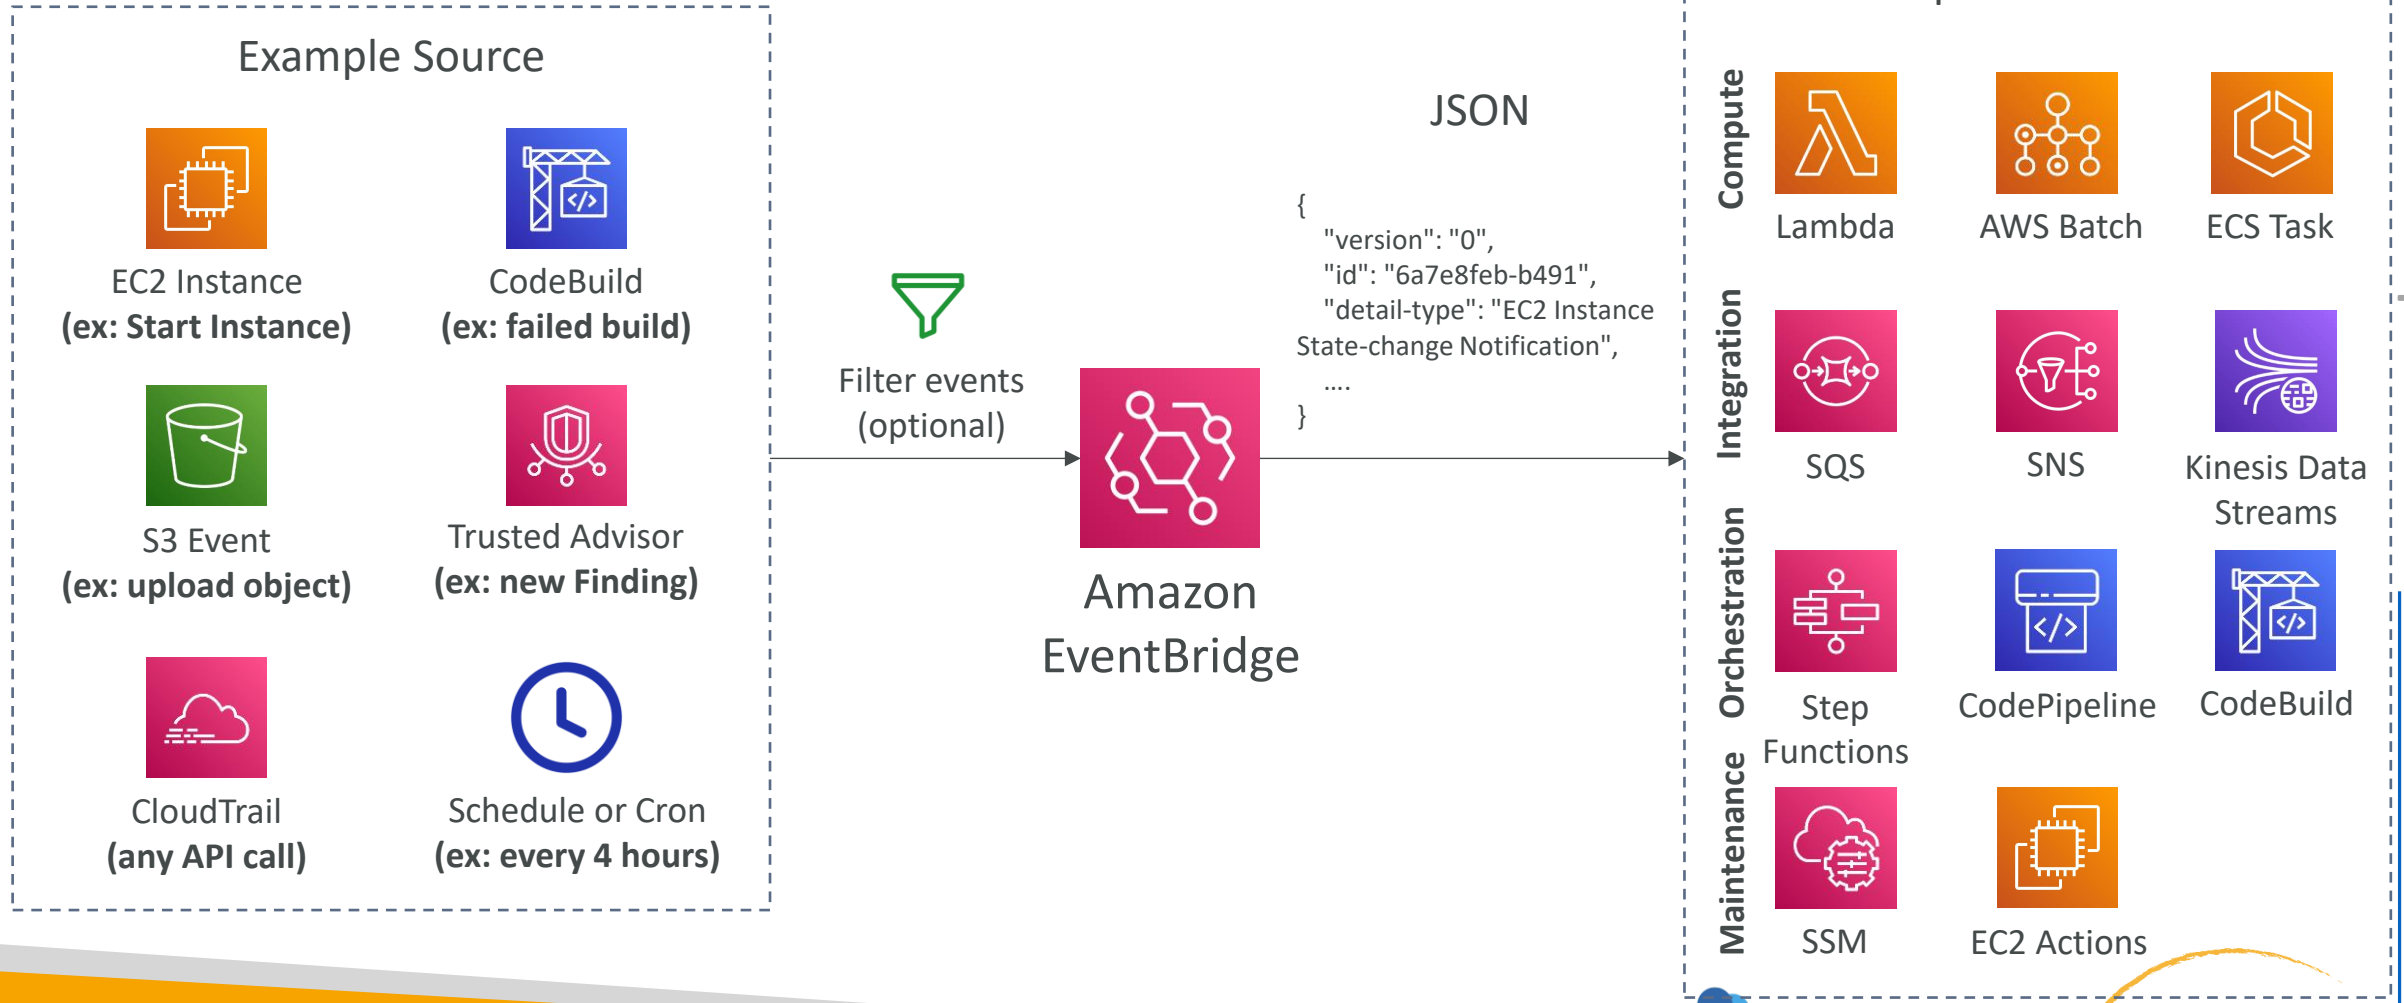 Example Source
EC2 Instance
(ex: Start Instance)
CodeBuild
(ex: failed build)
S3 Event
(ex: upload object)
Trusted Advisor
(ex: new Finding)
CloudTrail
(any API call)
Schedule or Cron
(ex: every 4 hours)
Filter events
(optional)
Amazon
EventBridge
JSON
{
"version": "0",
"id": "6a7e8feb-b491",
"detail-type": "EC2 Instance
State-change Notification",
....
}
Compute
Lambda
AWS Batch
ECS Task
Integration
SQS
SNS
Kinesis Data
Streams
Orchestration
Step
Functions
CodePipeline
CodeBuild
Maintenance
SSM
EC2 Actions